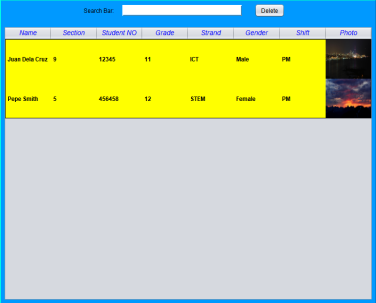 Search Bar: Delete
Name Section Student NO Grade Strand Gender Shift Photo
Juan Dela Cruz 9 12345 11 ICT Male PM
Pepe Smith 5 456458 12 STEM Female PM